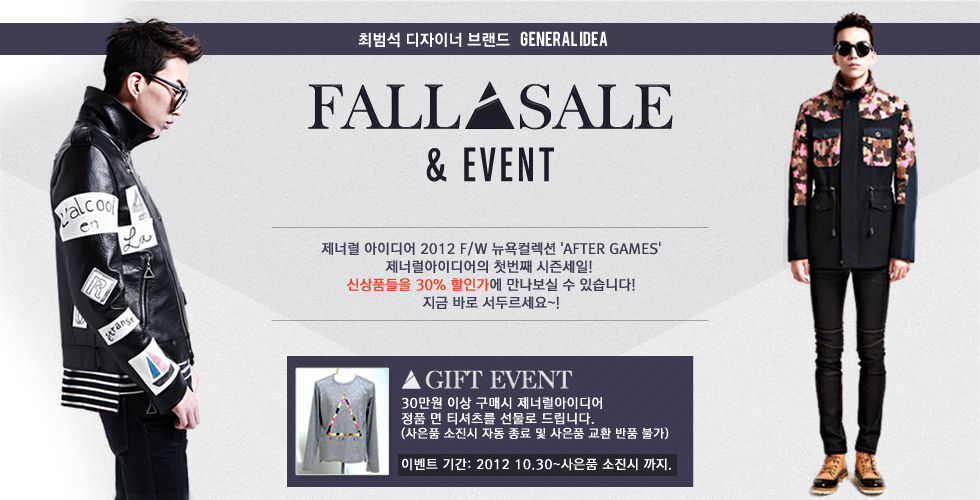 최범석 디자이너 브랜드 GENERAL IDEA
FALL SALE
& EVENT
제너럴 아이디어 2012 F/W 뉴욕컬렉션 'AFTER GAMES'
제너럴아이디어의 첫번째 시즌세일!
신상품들을 30% 할인가에 만나보실 수 있습니다!
지금 바로 서두르세요~!
L'alcool
en
La
R
étrange
GIFT EVENT
30만원 이상 구매시 제너럴아이디어
정품 면 티셔츠를 선물로 드립니다.
(사은품 소진시 자동 종료 및 사은품 교환 반품 불가)
이벤트 기간: 2012 10.30~사은품 소진시 까지.